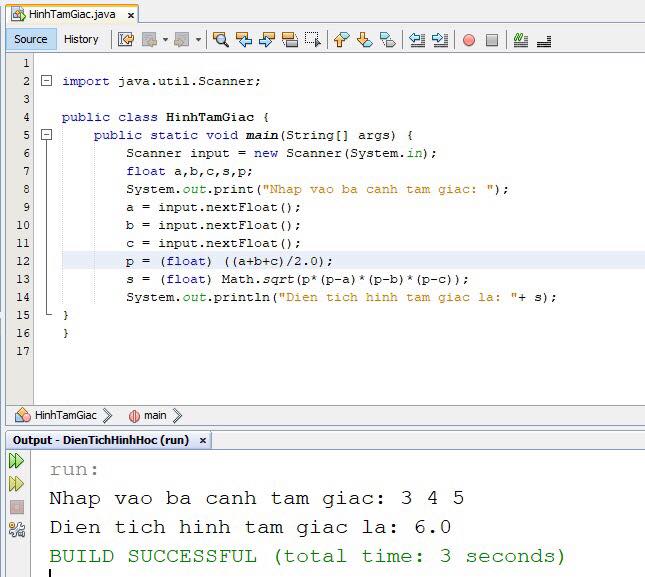 HinhTamGiac.java x
Source History
1
2 import java.util.Scanner;
3
4 public class HinhTamGiac {
5 public static void main(String[] args) {
6 Scanner input = new Scanner(System.in);
7 float a,b,c,s,p;
8 System.out.print("Nhap vao ba canh tam giac: ");
9 a = input.nextFloat();
10 b = input.nextFloat();
11 c = input.nextFloat();
12 p = (float) ((a+b+c)/2.0);
13 s = (float) Math.sqrt(p*(p-a)*(p-b)*(p-c));
14 System.out.println("Dien tich hinh tam giac la: "+ s);
15 }
16 }
17
HinhTamGiac main
Output - DienTichHinhHoc (run) x
run:
Nhap vao ba canh tam giac: 3 4 5
Dien tich hinh tam giac la: 6.0
BUILD SUCCESSFUL (total time: 3 seconds)